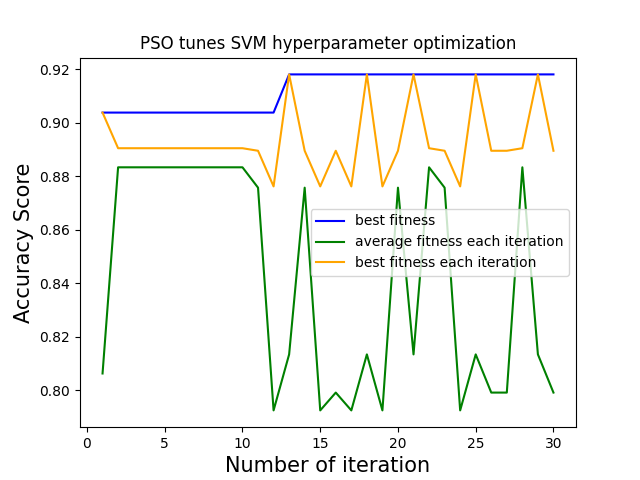 PSO tunes SVM hyperparameter optimization
0.92
0.90
0.88
0.86
0.84
0.82
0.80
Accuracy Score
best fitness
average fitness each iteration
best fitness each iteration
0 5 10 15 20 25 30
Number of iteration